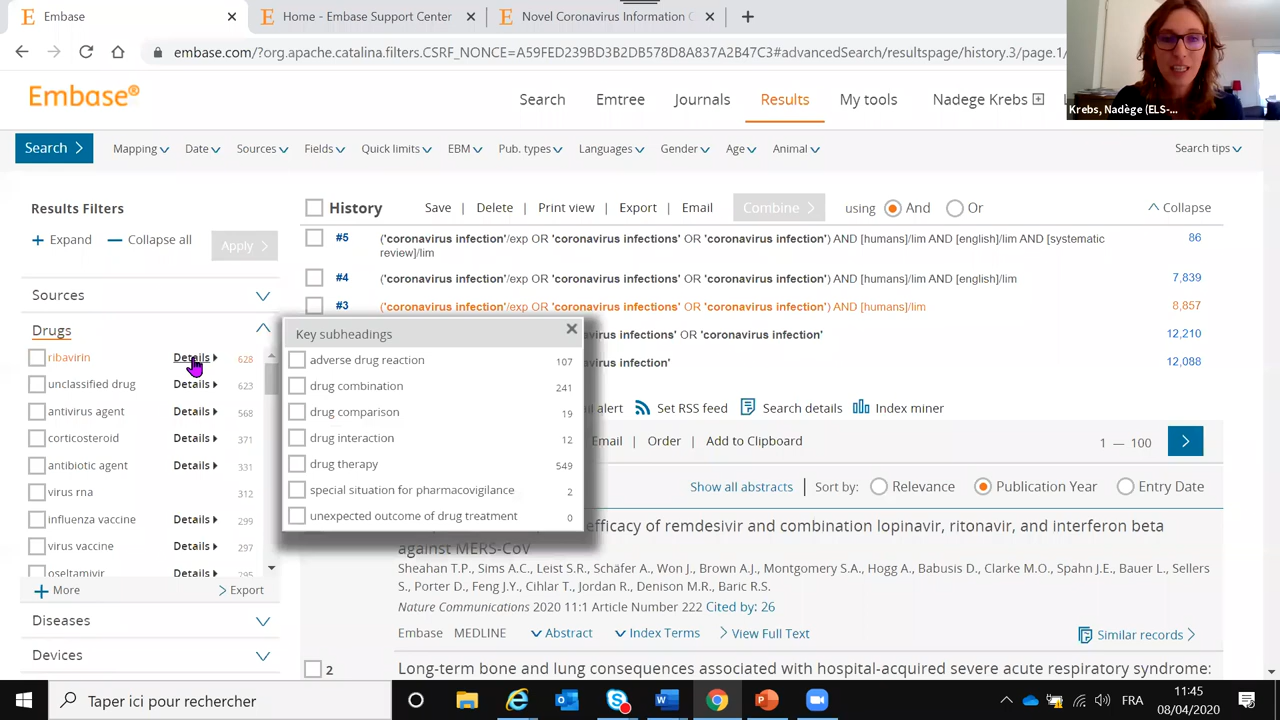 Embase
Home - Embase Support Center
Novel Coronavirus Information C
embase.com/?org.apache.catalina.filters.CSRF_NONCE=A59FED239BD3B2DB578D8A837A2B47C3#advancedSearch/resultspage/history.3/page.1/
Krebs, Nadège (ELS-...
Embase®
Search
Emtree
Journals
Results
My tools
Nadege Krebs
Search
Mapping
Date
Sources
Fields
Quick limits
EBM
Pub. types
Languages
Gender
Age
Animal
Search tips
Results Filters
Expand
Collapse all
Apply
Sources
Drugs
ribavirin Details 628
unclassified drug Details 623
antivirus agent Details 568
corticosteroid Details 371
antibiotic agent Details 331
virus rna 312
influenza vaccine Details 299
virus vaccine Details 297
oseltamivir Details 295
More
Export
Diseases
Devices
History
Save | Delete | Print view | Export | Email
Combine
using And Or
Collapse
#5 ('coronavirus infection'/exp OR 'coronavirus infections' OR 'coronavirus infection') AND [humans]/lim AND [english]/lim AND [systematic 86
review]/lim
#4 ('coronavirus infection'/exp OR 'coronavirus infections' OR 'coronavirus infection') AND [humans]/lim AND [english]/lim 7,839
#3 ('coronavirus infection'/exp OR 'coronavirus infections' OR 'coronavirus infection') AND [humans]/lim 8,857
us infections' OR 'coronavirus infection' 12,210
us infection' 12,088
Key subheadings
adverse drug reaction 107
drug combination 241
drug comparison 19
drug interaction 12
drug therapy 549
special situation for pharmacovigilance 2
unexpected outcome of drug treatment 0
ail alert
Set RSS feed
Search details
Index miner
Email | Order | Add to Clipboard
1 — 100
Show all abstracts | Sort by: Relevance Publication Year Entry Date
efficacy of remdesivir and combination lopinavir, ritonavir, and interferon beta
against MERS-CoV
Sheahan T.P., Sims A.C., Leist S.R., Schäfer A., Won J., Brown A.J., Montgomery S.A., Hogg A., Babusis D., Clarke M.O., Spahn J.E., Bauer L., Sellers
S., Porter D., Feng J.Y., Cihlar T., Jordan R., Denison M.R., Baric R.S.
Nature Communications 2020 11:1 Article Number 222 Cited by: 26
Embase MEDLINE
Abstract
Index Terms
View Full Text
Similar records
2 Long-term bone and lung consequences associated with hospital-acquired severe acute respiratory syndrome:
Taper ici pour rechercher
FRA
11:45
08/04/2020